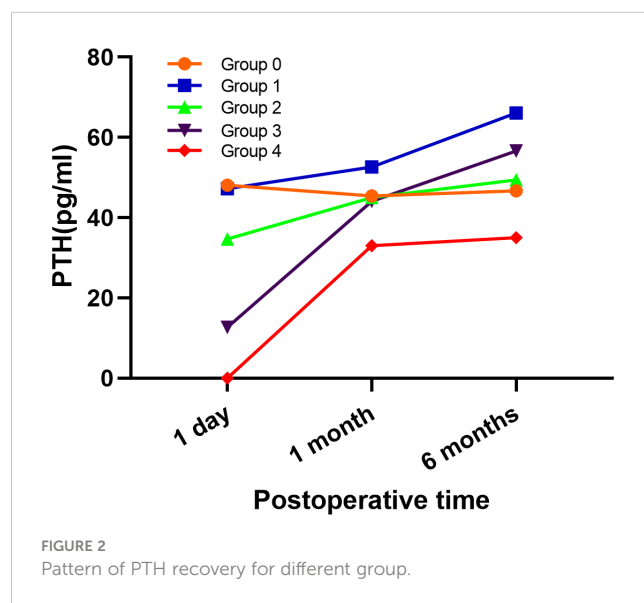 80
60
40
20
0
PTH(pg/ml)
Group 0
Group 1
Group 2
Group 3
Group 4
1 day
1 month
6 months
Postoperative time
FIGURE 2
Pattern of PTH recovery for different group.